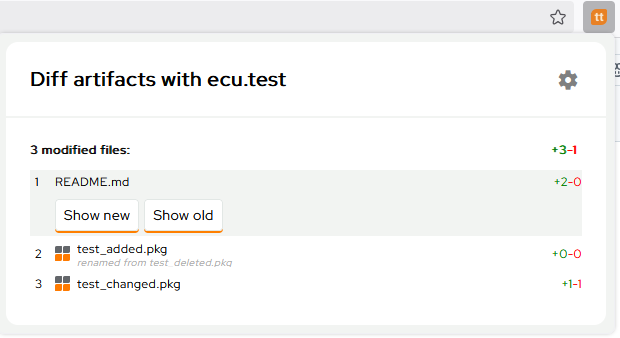 tt
Diff artifacts with ecu.test
3 modified files:
+3-1
1 README.md
+2-0
Show new Show old
2 test_added.pkg
+0-0
renamed from test_deleted.pkg
3 test_changed.pkg
+1-1